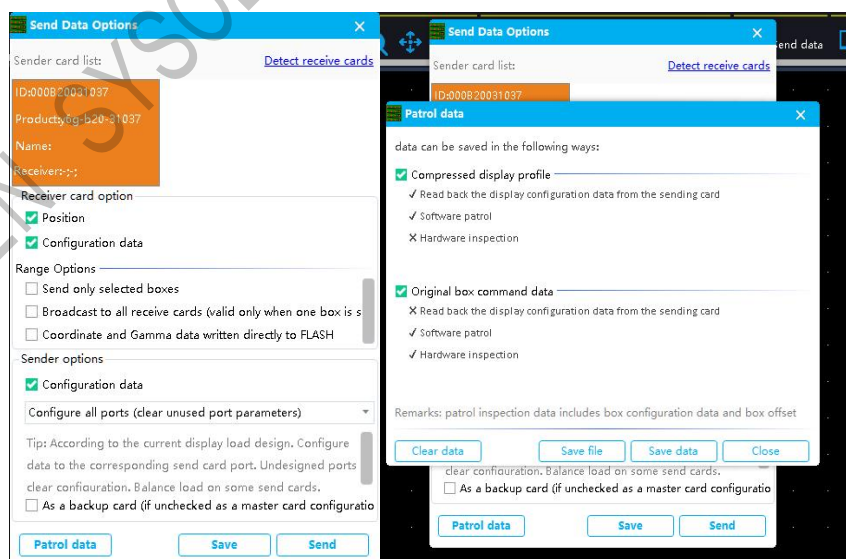 Send Data Options
Sender card list:
Detect receive cards
ID:000B20031037
Product:y6g-b20-31037
Name:
Receiver:-;-;
Receiver card option
Position
Configuration data
Range Options
Send only selected boxes
Broadcast to all receive cards (valid only when one box is s
Coordinate and Gamma data written directly to FLASH
Sender options
Configuration data
Configure all ports (clear unused port parameters)
Tip: According to the current display load design. Configure
data to the corresponding send card port. Undesigned ports
clear configuration. Balance load on some send cards.
As a backup card (if unchecked as a master card configuratio
Patrol data
Save
Send
Send Data Options
end data
Sender card list:
Detect receive cards
ID:000B20031037
Patrol data
data can be saved in the following ways:
Compressed display profile
✓ Read back the display configuration data from the sending card
✓ Software patrol
X Hardware inspection
Original box command data
X Read back the display configuration data from the sending card
✓ Software patrol
✓ Hardware inspection
Remarks: patrol inspection data includes box configuration data and box offset
Clear data
Save file
Save data
Close
clear configuration. Balance load on some send cards.
As a backup card (if unchecked as a master card configuratio
Patrol data
Save
Send